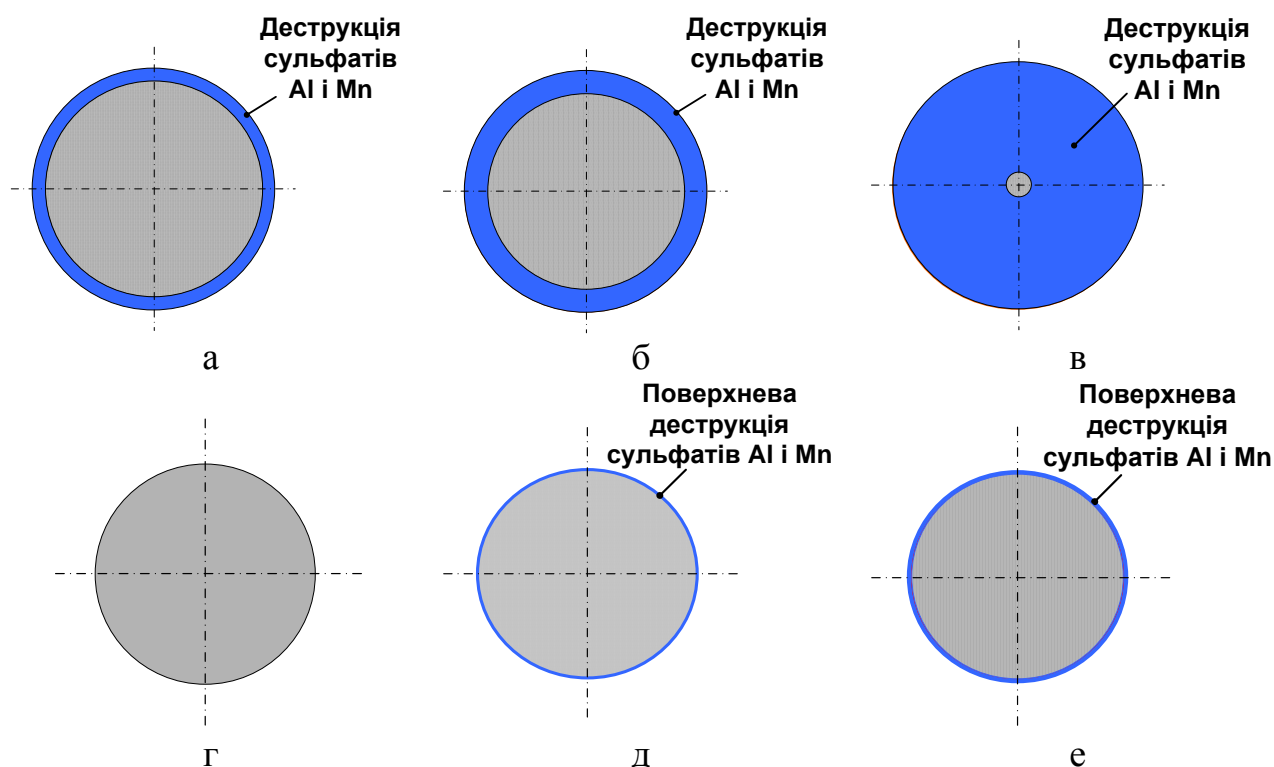 Деструкція
сульфатів
Al і Mn
Деструкція
сульфатів
Al і Mn
Деструкція
сульфатів
Al і Mn
а
б
в
Поверхнева
деструкція
сульфатів Al і Mn
Поверхнева
деструкція
сульфатів Al і Mn
г
д
е